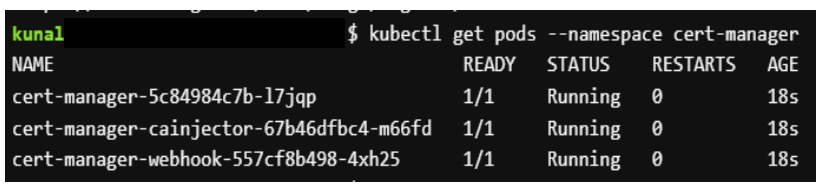 kunal $ kubectl get pods --namespace cert-manager
NAME READY STATUS RESTARTS AGE
cert-manager-5c84984c7b-l7jqp 1/1 Running 0 18s
cert-manager-cainjector-67b46dfbc4-m66fd 1/1 Running 0 18s
cert-manager-webhook-557cf8b498-4xh25 1/1 Running 0 18s